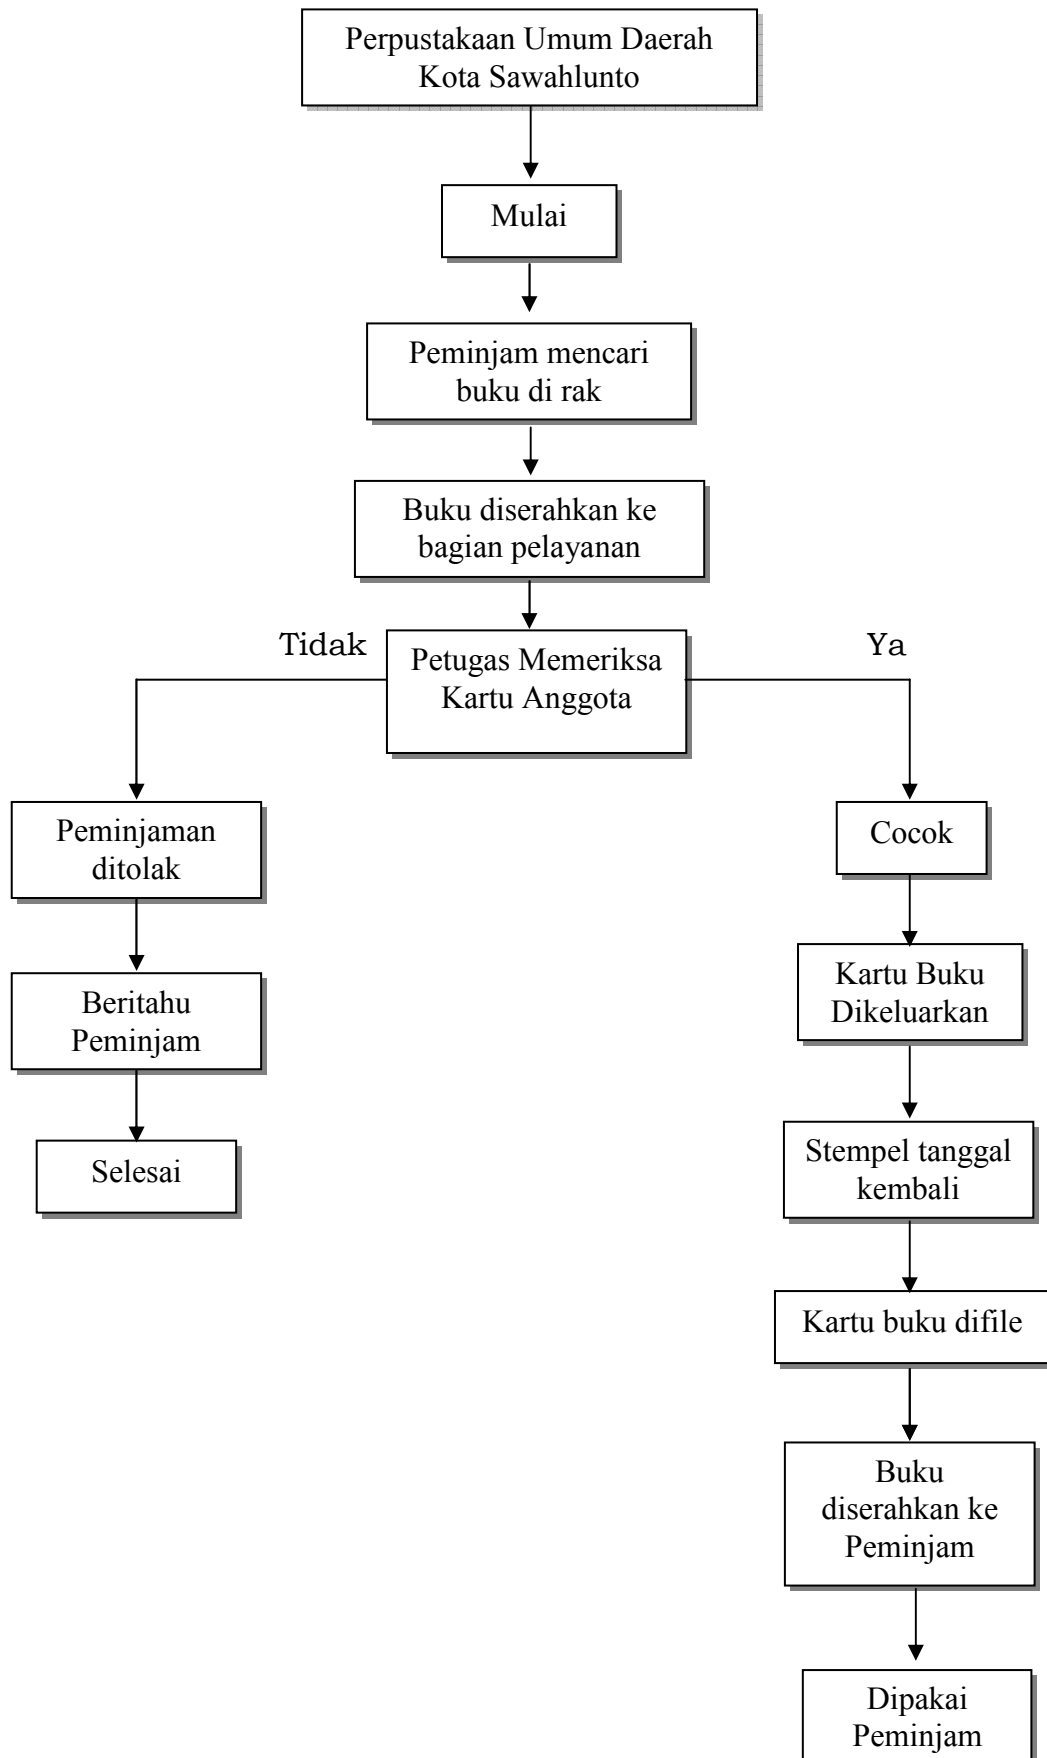 Perpustakaan Umum Daerah
Kota Sawahlunto
Mulai
Peminjam mencari
buku di rak
Buku diserahkan ke
bagian pelayanan
Tidak
Petugas Memeriksa
Kartu Anggota
Ya
Peminjaman
ditolak
Beritahu
Peminjam
Selesai
Cocok
Kartu Buku
Dikeluarkan
Stempel tanggal
kembali
Kartu buku difile
Buku
diserahkan ke
Peminjam
Dipakai
Peminjam